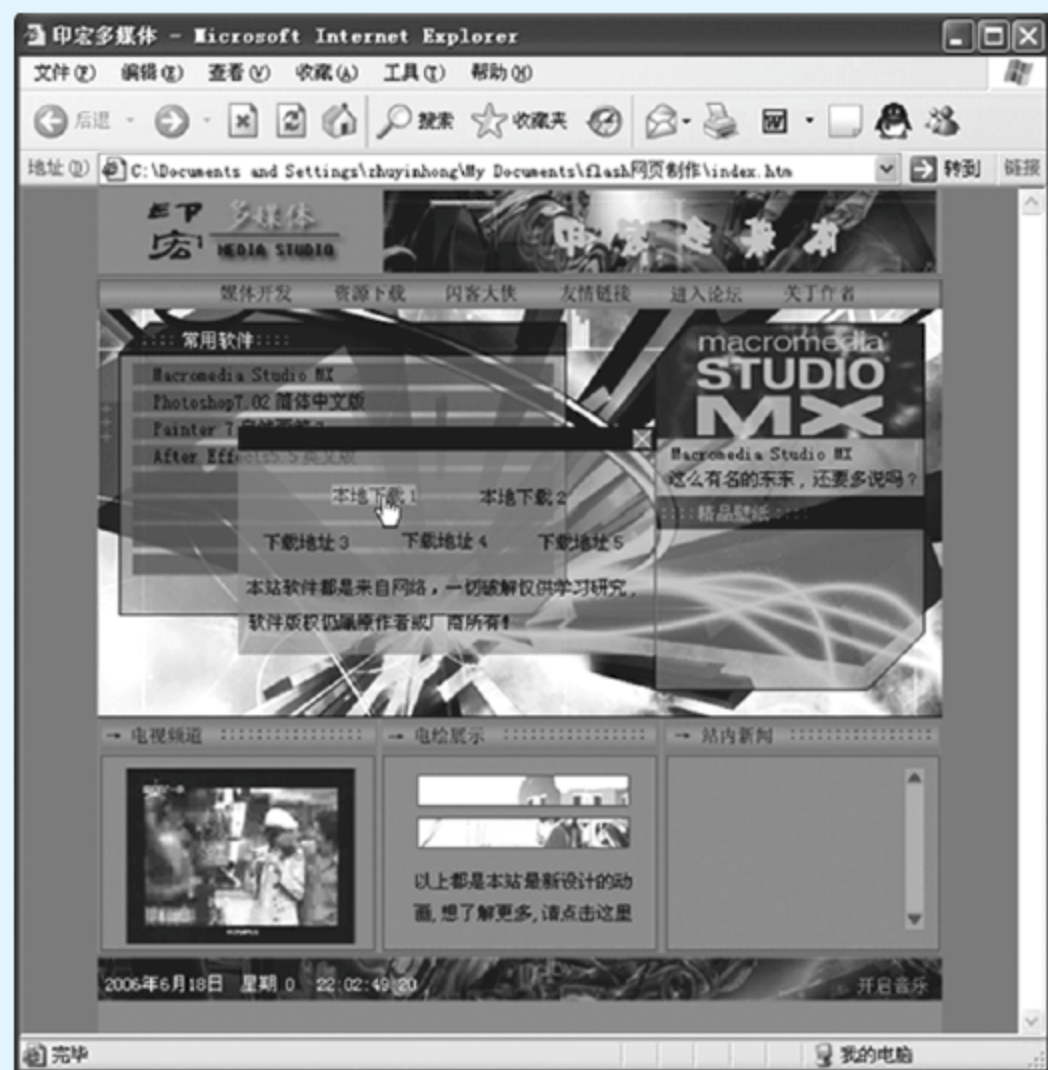 印宏多媒体 - Microsoft Internet Explorer
文件(F) 编辑(E) 查看(V) 收藏(A) 工具(T) 帮助(H)
后退 搜索 收藏夹
地址(D) C:\Documents and Settings\zhuyinhong\My Documents\flash网页制作\index.htm 转到 链接
印宏 多媒体
MEDIA STUDIO
媒体开发 资源下载 闪客大侠 友情链接 进入论坛 关于作者
:::: 常用软件::::
Macromedia Studio MX
Photoshop7.02 简体中文版
Painter 7
After Effects5.5 英文版
macromedia
STUDIO
MX
Macromedia Studio MX
这么有名的东东，还要多说吗？
::::精品壁纸::::
本地下载 1 本地下载 2
下载地址 3 下载地址 4 下载地址 5
本站软件都是来自网络，一切破解仅供学习研究，
软件版权仍属原作者或厂商所有！
→ 电视频道 → 电绘展示 → 站内新闻
以上都是本站最新设计的动
画,想了解更多,请点击这里
2006年6月18日 星期 0 22:02:49:20 开启音乐
完毕 我的电脑